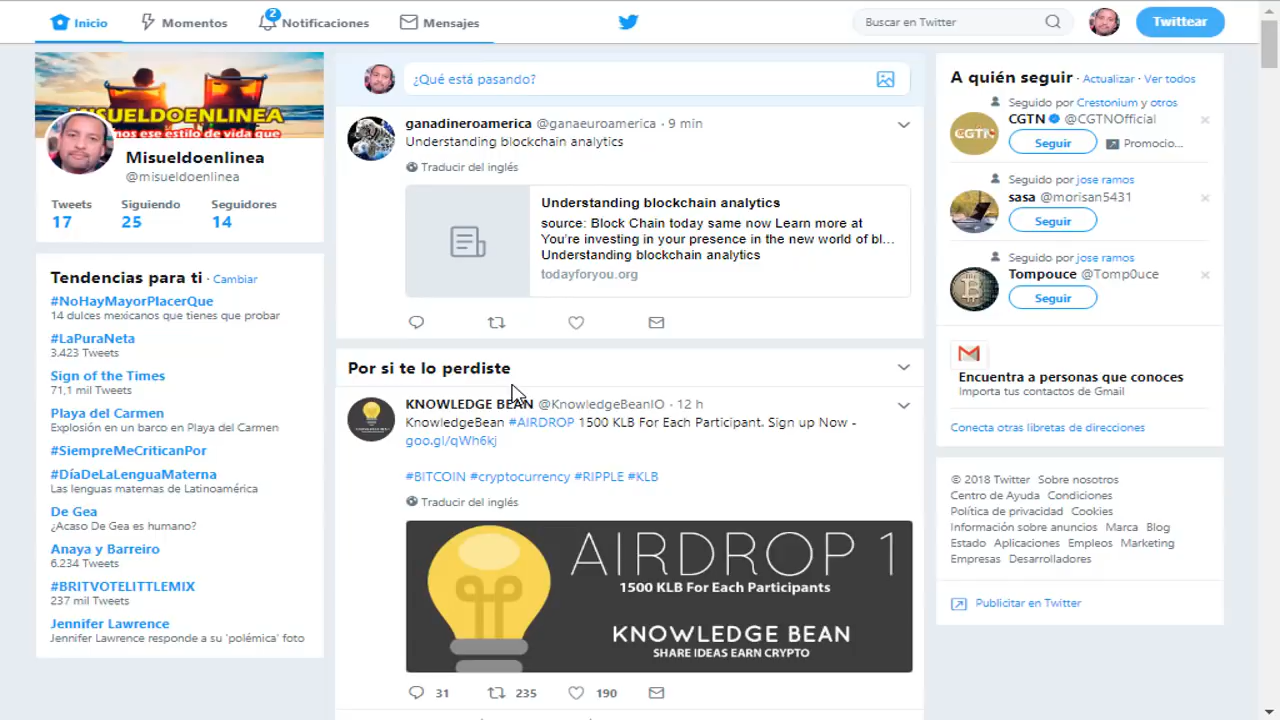 Inicio
Momentos
2
Notificaciones
Mensajes
Buscar en Twitter
Twittear
MISUELDOENLINEA
nos ese estilo de vida que
Misueldoenlinea
@misueldoenlinea
Tweets Siguiendo Seguidores
17 25 14
Tendencias para ti · Cambiar
#NoHayMayorPlacerQue
14 dulces mexicanos que tienes que probar
#LaPuraNeta
3.423 Tweets
Sign of the Times
71,1 mil Tweets
Playa del Carmen
Explosión en un barco en Playa del Carmen
#SiempreMeCriticanPor
#DíaDeLaLenguaMaterna
Las lenguas maternas de Latinoamérica
De Gea
¿Acaso De Gea es humano?
Anaya y Barreiro
6.234 Tweets
#BRITVOTELITTLEMIX
237 mil Tweets
Jennifer Lawrence
Jennifer Lawrence responde a su 'polémica' foto
¿Qué está pasando?
ganadineroamerica @ganaeuroamerica · 9 min
Understanding blockchain analytics
Traducir del inglés
Understanding blockchain analytics
source: Block Chain today same now Learn more at
You're investing in your presence in the new world of bl...
Understanding blockchain analytics
todayforyou.org
Por si te lo perdiste
KNOWLEDGE BEAN @KnowledgeBeanIO · 12 h
KnowledgeBean #AIRDROP 1500 KLB For Each Participant. Sign up Now -
goo.gl/qWh6kj
#BITCOIN #cryptocurrency #RIPPLE #KLB
Traducir del inglés
AIRDROP 1
1500 KLB For Each Participants
KNOWLEDGE BEAN
SHARE IDEAS EARN CRYPTO
31 235 190
A quién seguir · Actualizar · Ver todos
Seguido por Crestonium y otros
CGTN
CGTN @CGTNOfficial
Seguir Promocio...
Seguido por jose ramos
sasa @morisan5431
Seguir
Seguido por jose ramos
Tompouce @Tomp0uce
Seguir
Encuentra a personas que conoces
Importa tus contactos de Gmail
Conecta otras libretas de direcciones
© 2018 Twitter Sobre nosotros
Centro de Ayuda Condiciones
Política de privacidad Cookies
Información sobre anuncios Marca Blog
Estado Aplicaciones Empleos Marketing
Empresas Desarrolladores
Publicitar en Twitter